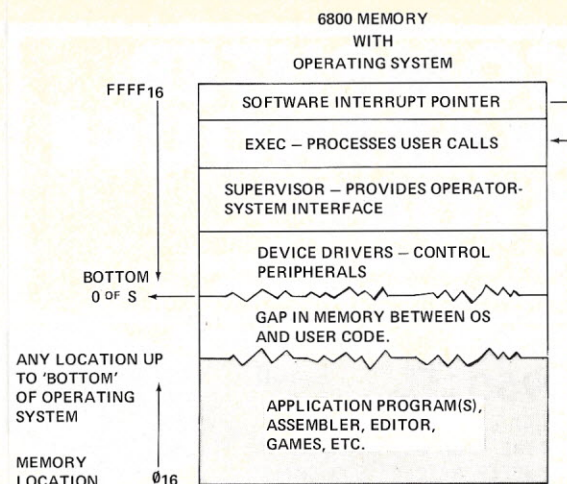 6800 MEMORY
WITH
OPERATING SYSTEM
FFFF16
SOFTWARE INTERRUPT POINTER
EXEC – PROCESSES USER CALLS
SUPERVISOR – PROVIDES OPERATOR-
SYSTEM INTERFACE
DEVICE DRIVERS – CONTROL
PERIPHERALS
BOTTOM
0 OF S
GAP IN MEMORY BETWEEN OS
AND USER CODE.
ANY LOCATION UP
TO 'BOTTOM'
OF OPERATING
SYSTEM
APPLICATION PROGRAM(S),
ASSEMBLER, EDITOR,
GAMES, ETC.
MEMORY
LOCATION
Ø16